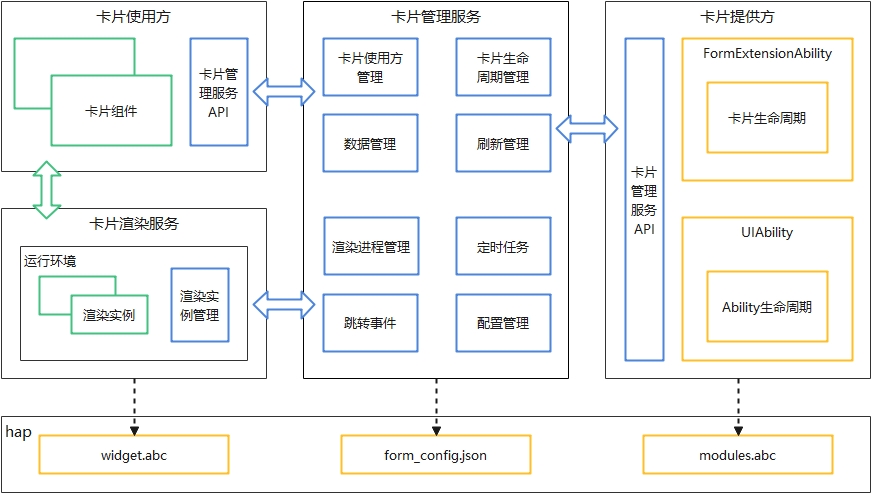 卡片使用方
卡片组件
卡片管
理服务
API
卡片渲染服务
运行环境
渲染实例
渲染实
例管理
卡片管理服务
卡片使用方
管理
卡片生命
周期管理
数据管理
刷新管理
渲染进程管理
定时任务
跳转事件
配置管理
卡片提供方
卡片
管理
服务
API
FormExtensionAbility
卡片生命周期
UIAbility
Ability生命周期
hap
widget.abc
form_config.json
modules.abc